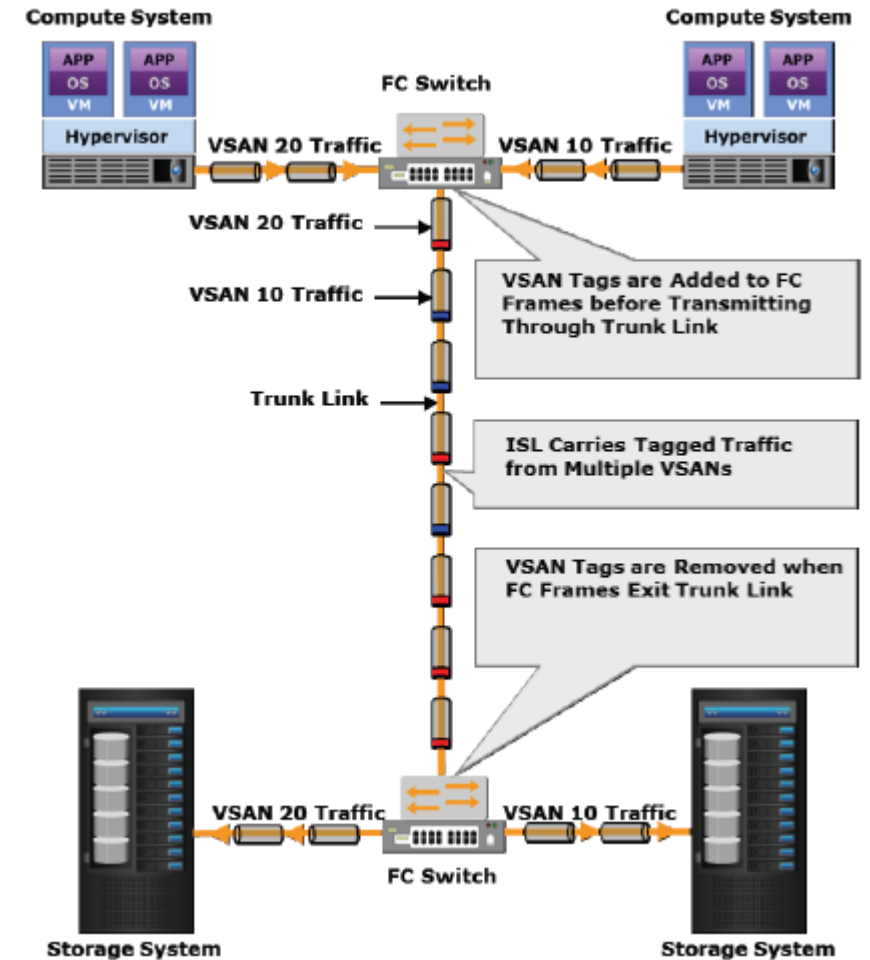 Compute System
Compute System
APP
APP
OS
OS
VM
VM
Hypervisor
APP
APP
OS
OS
VM
VM
Hypervisor
FC Switch
VSAN 20 Traffic
VSAN 10 Traffic
VSAN 20 Traffic
VSAN 10 Traffic
Trunk Link
VSAN Tags are Added to FC
Frames before Transmitting
Through Trunk Link
ISL Carries Tagged Traffic
from Multiple VSANs
VSAN Tags are Removed when
FC Frames Exit Trunk Link
VSAN 20 Traffic
VSAN 10 Traffic
FC Switch
Storage System
Storage System